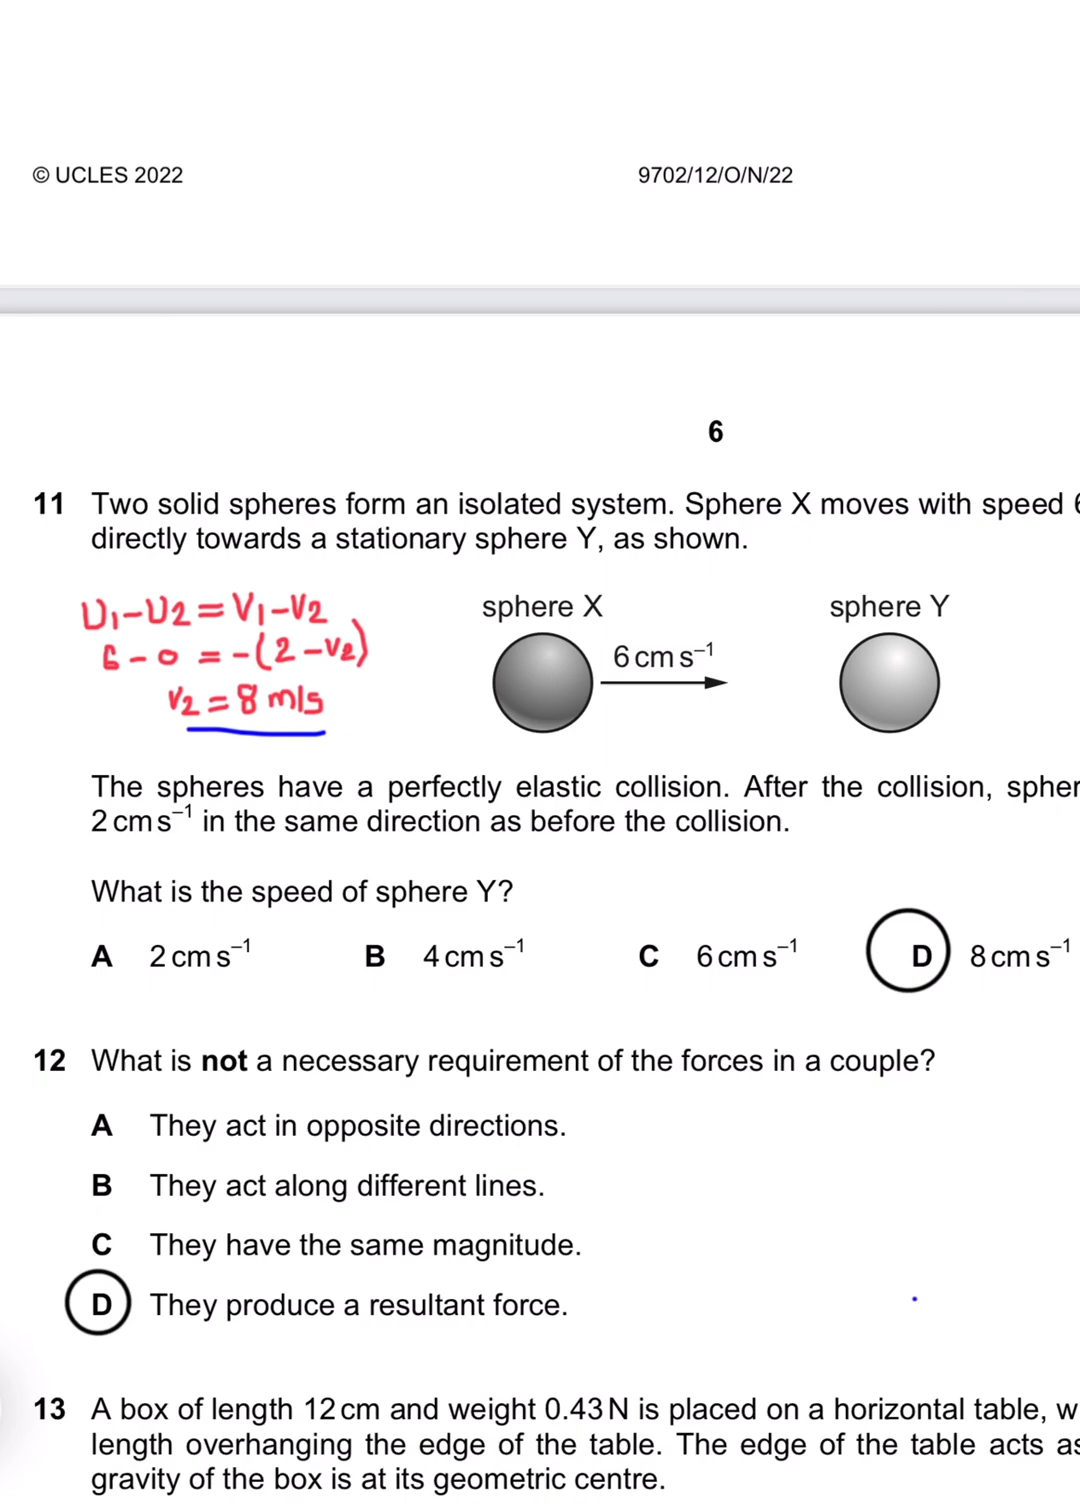 © UCLES 2022 9702/12/O/N/22
6
11 Two solid spheres form an isolated system. Sphere X moves with speed
directly towards a stationary sphere Y, as shown.
U1-U2=V1-V2
6-0 = -(2-V2)
V2 = 8 m/s
sphere X sphere Y
6 cm s⁻¹
The spheres have a perfectly elastic collision. After the collision,
2 cm s⁻¹ in the same direction as before the collision.
What is the speed of sphere Y?
A 2 cm s⁻¹ B 4 cm s⁻¹ C 6 cm s⁻¹ D 8 cm s⁻¹
12 What is not a necessary requirement of the forces in a couple?
A They act in opposite directions.
B They act along different lines.
C They have the same magnitude.
D They produce a resultant force.
13 A box of length 12 cm and weight 0.43 N is placed on a horizontal table,
length overhanging the edge of the table. The edge of the table acts
gravity of the box is at its geometric centre.